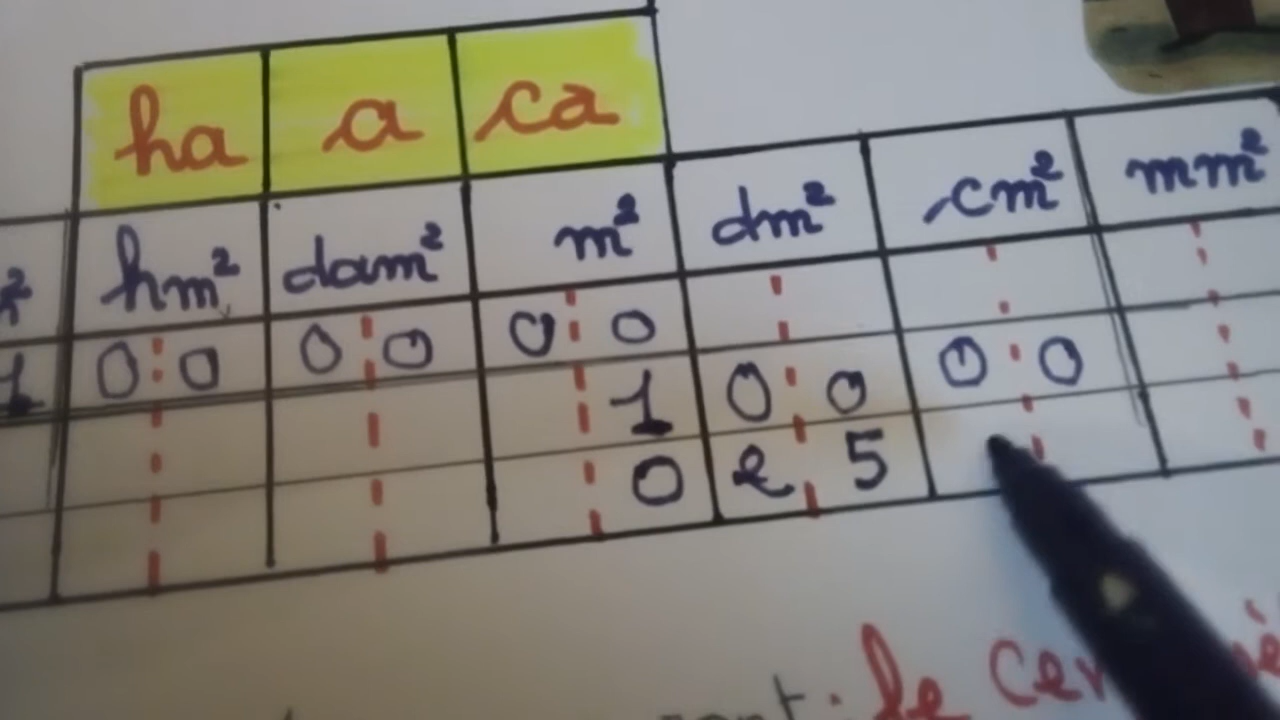 ha a ca
hm² dam² m² dm² cm² mm²
1 0 0 0 0 0 0
1 0 0 0 0
0 2 5
le